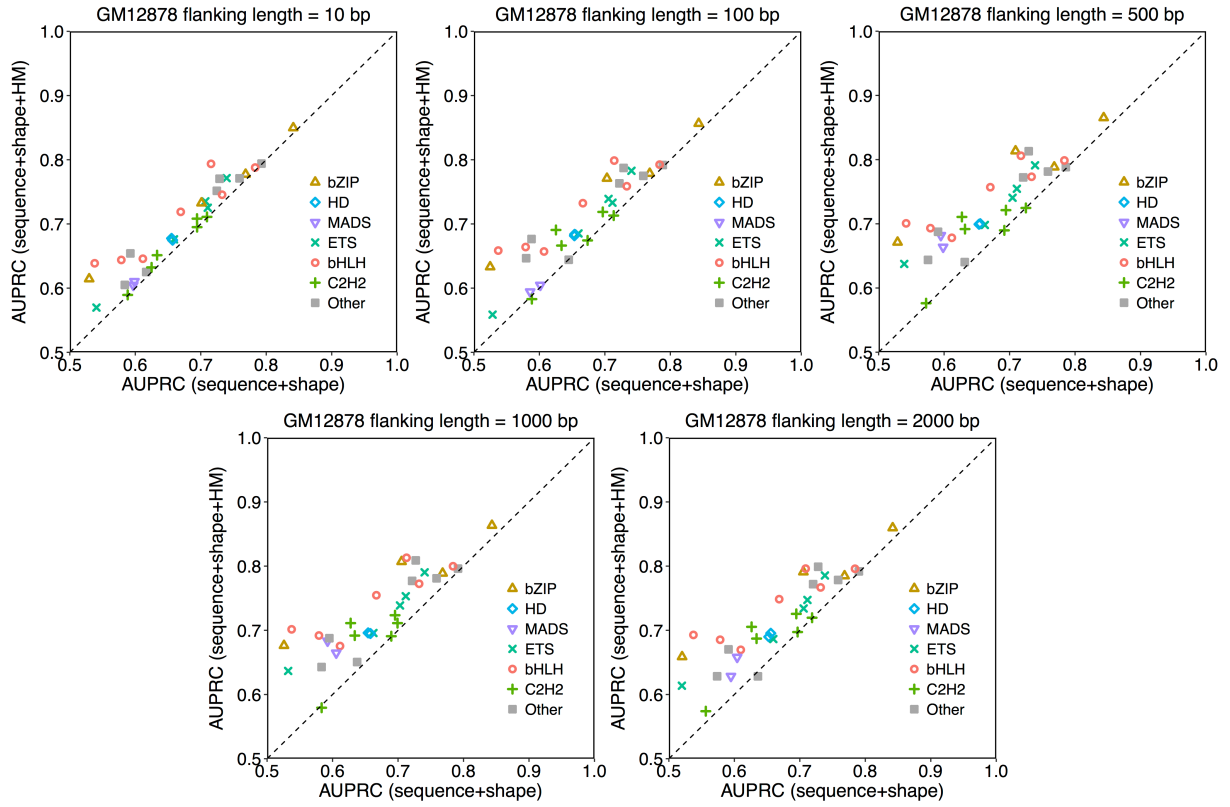 GM12878 flanking length = 10 bp
AUPRC (sequence+shape+HM)
1.0
0.9
0.8
0.7
0.6
0.5
bZIP
HD
MADS
ETS
bHLH
C2H2
Other
0.5 0.6 0.7 0.8 0.9 1.0
AUPRC (sequence+shape)
GM12878 flanking length = 100 bp
AUPRC (sequence+shape+HM)
1.0
0.9
0.8
0.7
0.6
0.5
bZIP
HD
MADS
ETS
bHLH
C2H2
Other
0.5 0.6 0.7 0.8 0.9 1.0
AUPRC (sequence+shape)
GM12878 flanking length = 500 bp
AUPRC (sequence+shape+HM)
1.0
0.9
0.8
0.7
0.6
0.5
bZIP
HD
MADS
ETS
bHLH
C2H2
Other
0.5 0.6 0.7 0.8 0.9 1.0
AUPRC (sequence+shape)
GM12878 flanking length = 1000 bp
AUPRC (sequence+shape+HM)
1.0
0.9
0.8
0.7
0.6
0.5
bZIP
HD
MADS
ETS
bHLH
C2H2
Other
0.5 0.6 0.7 0.8 0.9 1.0
AUPRC (sequence+shape)
GM12878 flanking length = 2000 bp
AUPRC (sequence+shape+HM)
1.0
0.9
0.8
0.7
0.6
0.5
bZIP
HD
MADS
ETS
bHLH
C2H2
Other
0.5 0.6 0.7 0.8 0.9 1.0
AUPRC (sequence+shape)